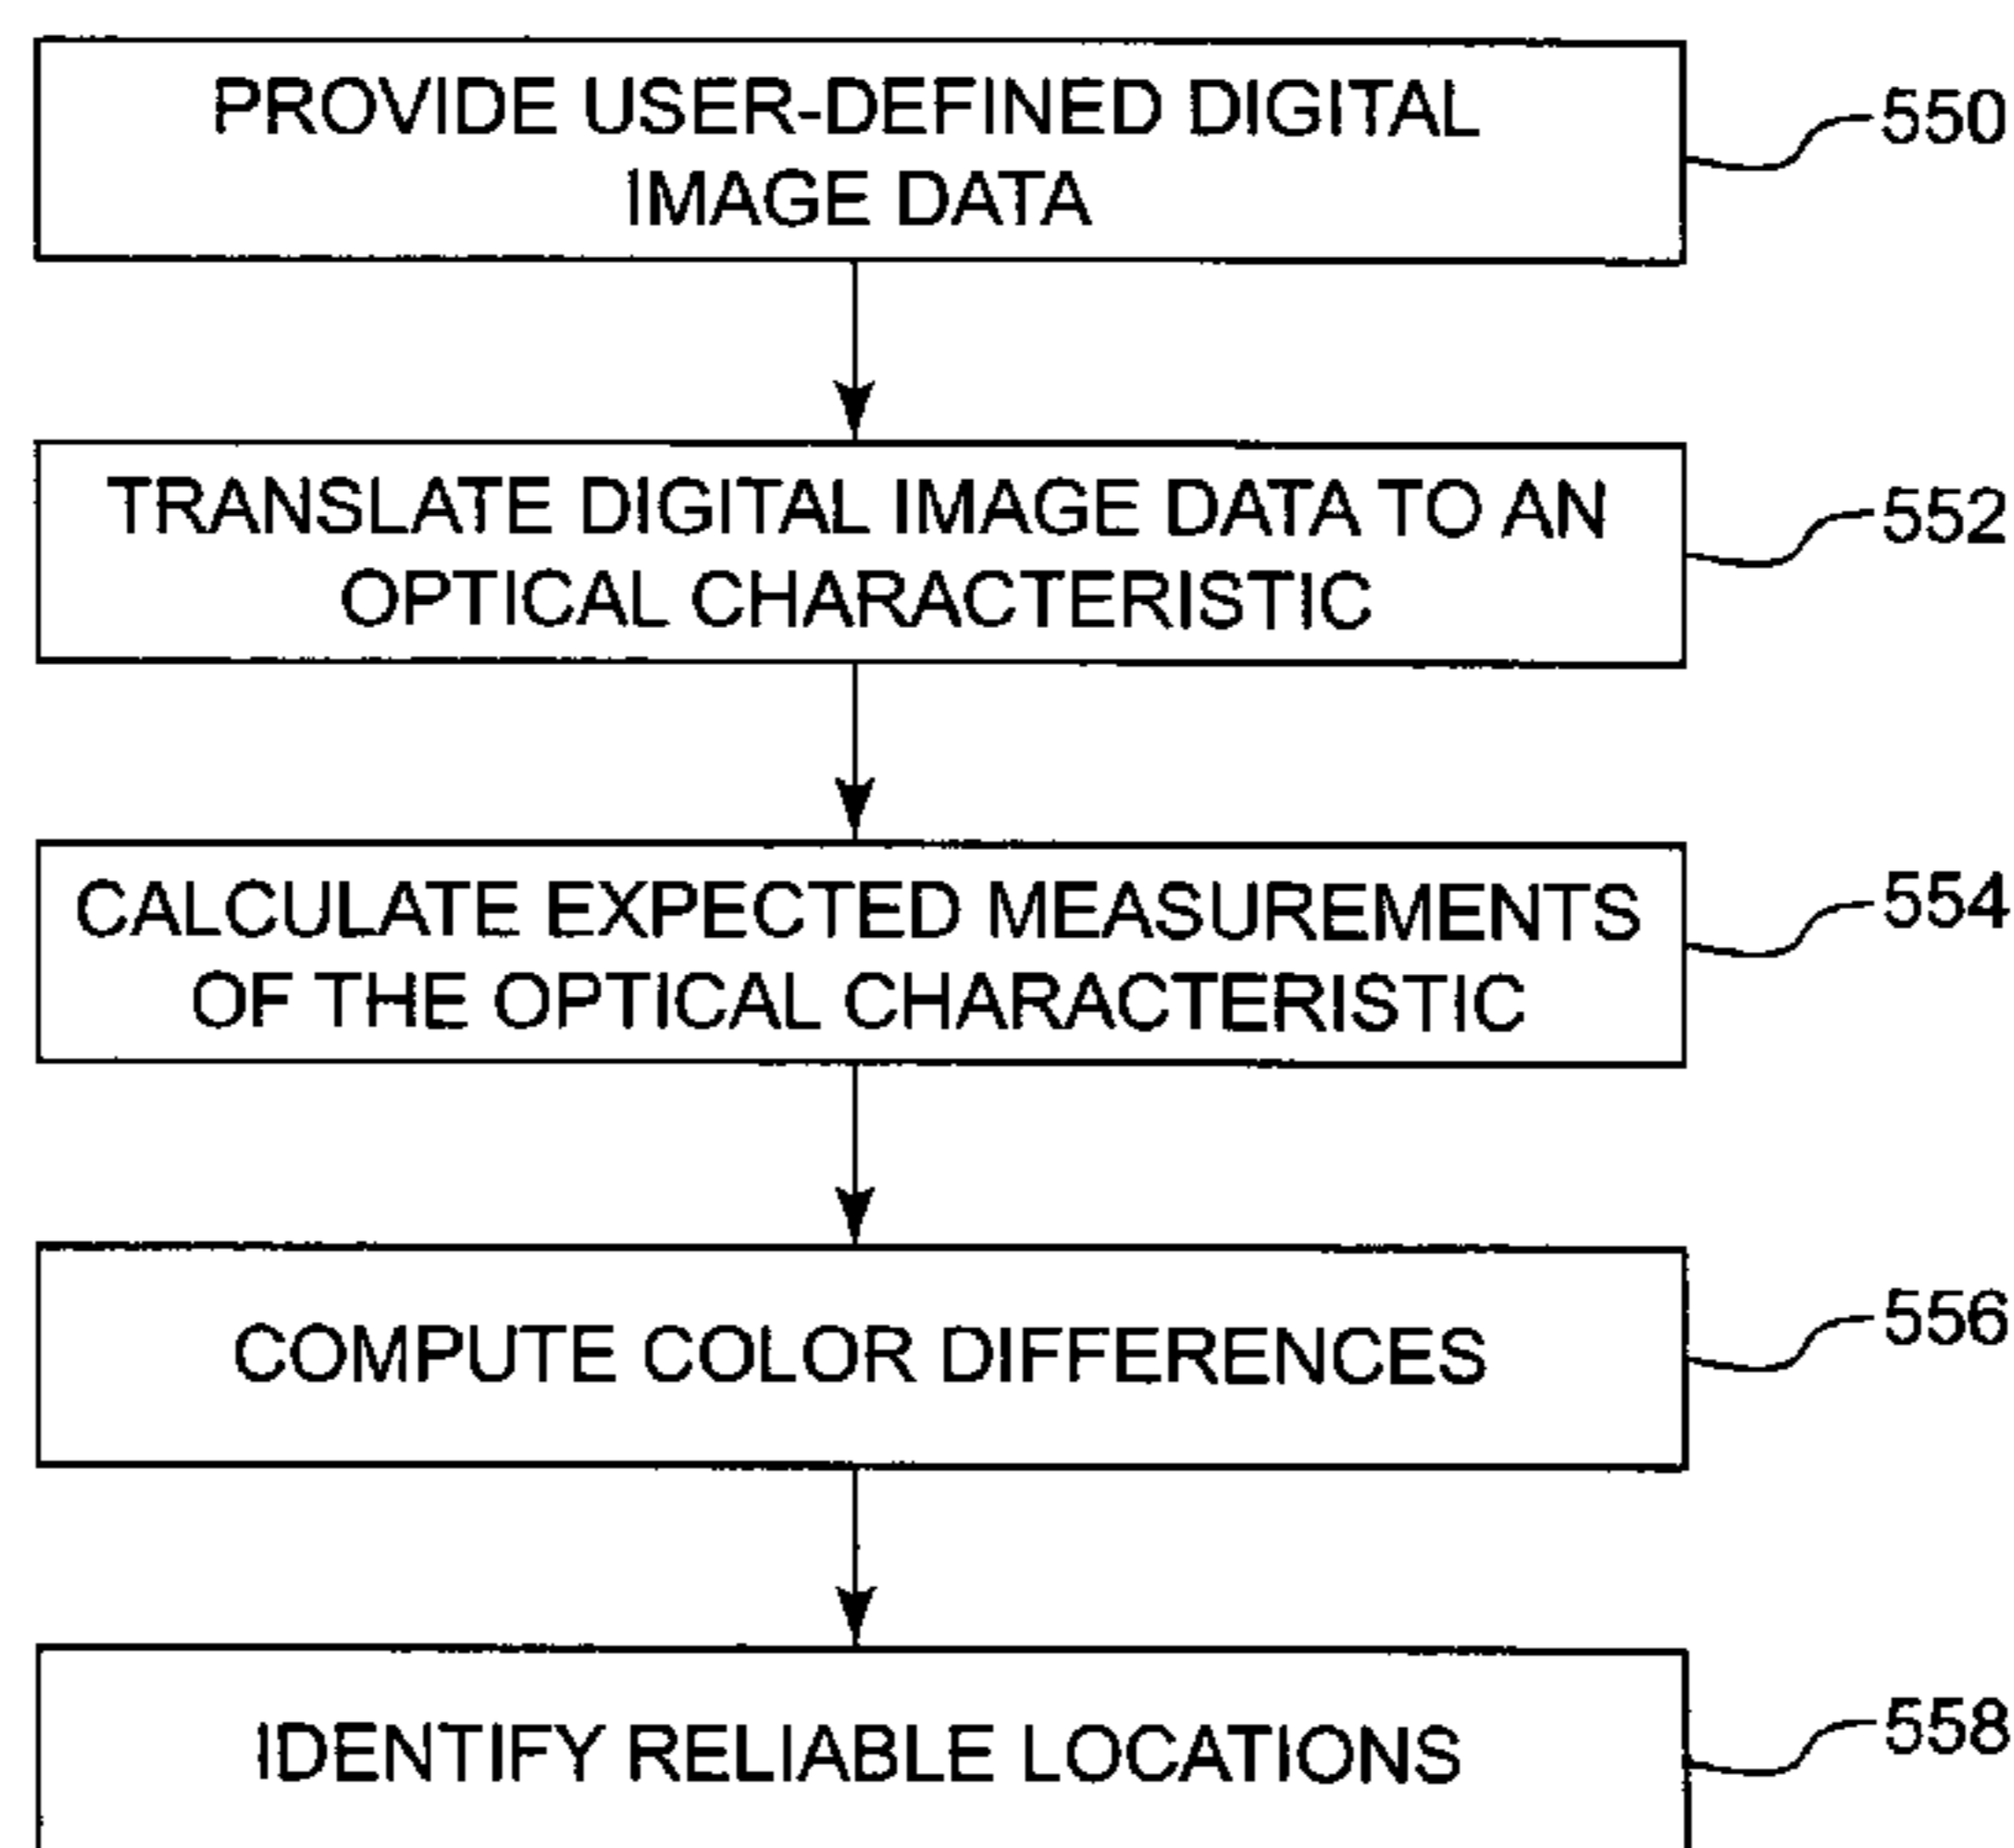 PROVIDE USER-DEFINED DIGITAL
IMAGE DATA
550
TRANSLATE DIGITAL IMAGE DATA TO AN
OPTICAL CHARACTERISTIC
552
CALCULATE EXPECTED MEASUREMENTS
OF THE OPTICAL CHARACTERISTIC
554
COMPUTE COLOR DIFFERENCES
556
IDENTIFY RELIABLE LOCATIONS
558